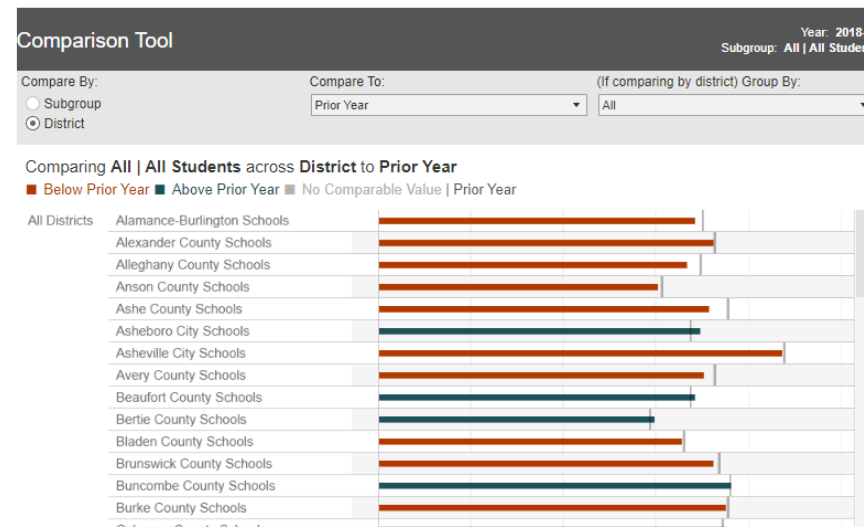 Comparison Tool
Year: 2018-
Subgroup: All | All Studen
Compare By:
Subgroup
District
Compare To:
Prior Year
(If comparing by district) Group By:
All
Comparing All | All Students across District to Prior Year
Below Prior Year Above Prior Year No Comparable Value | Prior Year
All Districts
Alamance-Burlington Schools
Alexander County Schools
Alleghany County Schools
Anson County Schools
Ashe County Schools
Asheboro City Schools
Asheville City Schools
Avery County Schools
Beaufort County Schools
Bertie County Schools
Bladen County Schools
Brunswick County Schools
Buncombe County Schools
Burke County Schools